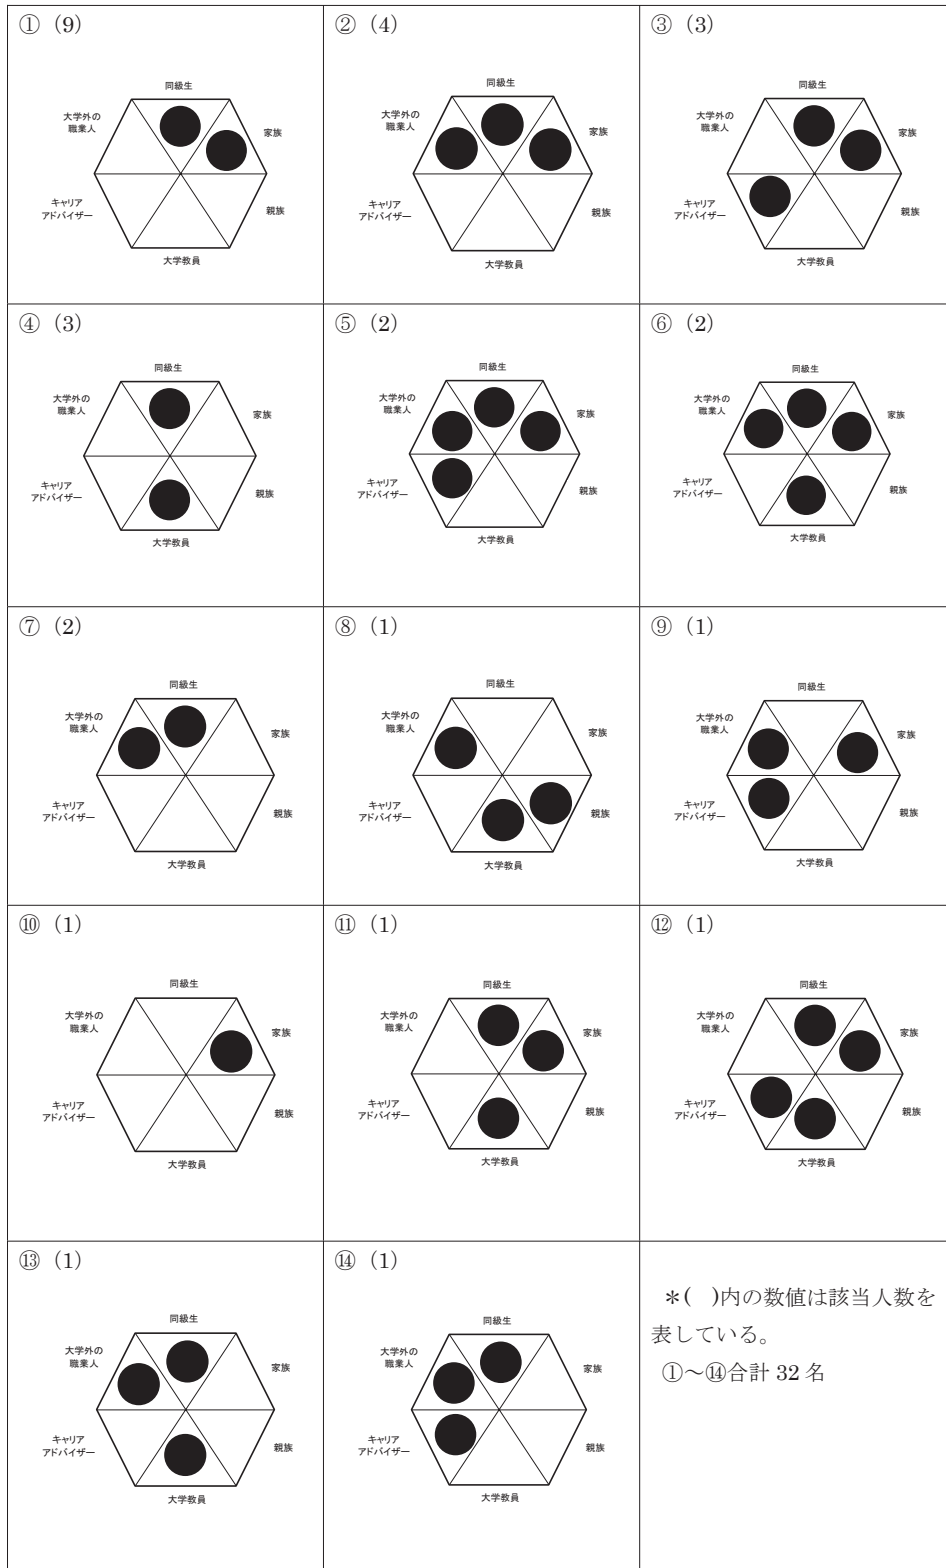 ① (9)
同級生
大学外の
職業人
家族
キャリア
アドバイザー
親族
大学教員
② (4)
同級生
大学外の
職業人
家族
キャリア
アドバイザー
親族
大学教員
③ (3)
同級生
大学外の
職業人
家族
キャリア
アドバイザー
親族
大学教員
④ (3)
同級生
大学外の
職業人
家族
キャリア
アドバイザー
親族
大学教員
⑤ (2)
同級生
大学外の
職業人
家族
キャリア
アドバイザー
親族
大学教員
⑥ (2)
同級生
大学外の
職業人
家族
キャリア
アドバイザー
親族
大学教員
⑦ (2)
同級生
大学外の
職業人
家族
キャリア
アドバイザー
親族
大学教員
⑧ (1)
同級生
大学外の
職業人
家族
キャリア
アドバイザー
親族
大学教員
⑨ (1)
同級生
大学外の
職業人
家族
キャリア
アドバイザー
親族
大学教員
⑩ (1)
同級生
大学外の
職業人
家族
キャリア
アドバイザー
親族
大学教員
⑪ (1)
同級生
大学外の
職業人
家族
キャリア
アドバイザー
親族
大学教員
⑫ (1)
同級生
大学外の
職業人
家族
キャリア
アドバイザー
親族
大学教員
⑬ (1)
同級生
大学外の
職業人
家族
キャリア
アドバイザー
親族
大学教員
⑭ (1)
同級生
大学外の
職業人
家族
キャリア
アドバイザー
親族
大学教員
＊( )内の数値は該当人数を
表している。
①～⑭合計 32 名